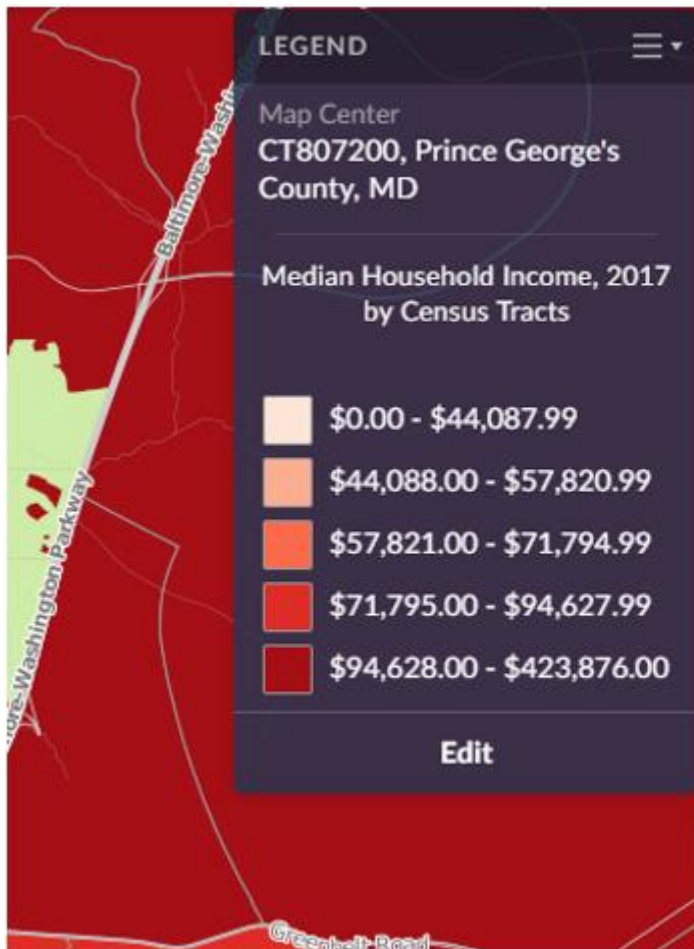 LEGEND
Map Center
CT807200, Prince George's
County, MD
Median Household Income, 2017
by Census Tracts
$0.00 - $44,087.99
$44,088.00 - $57,820.99
$57,821.00 - $71,794.99
$71,795.00 - $94,627.99
$94,628.00 - $423,876.00
Edit
Baltimore-Washin
ore-Washington Parkway
Greenbelt Road